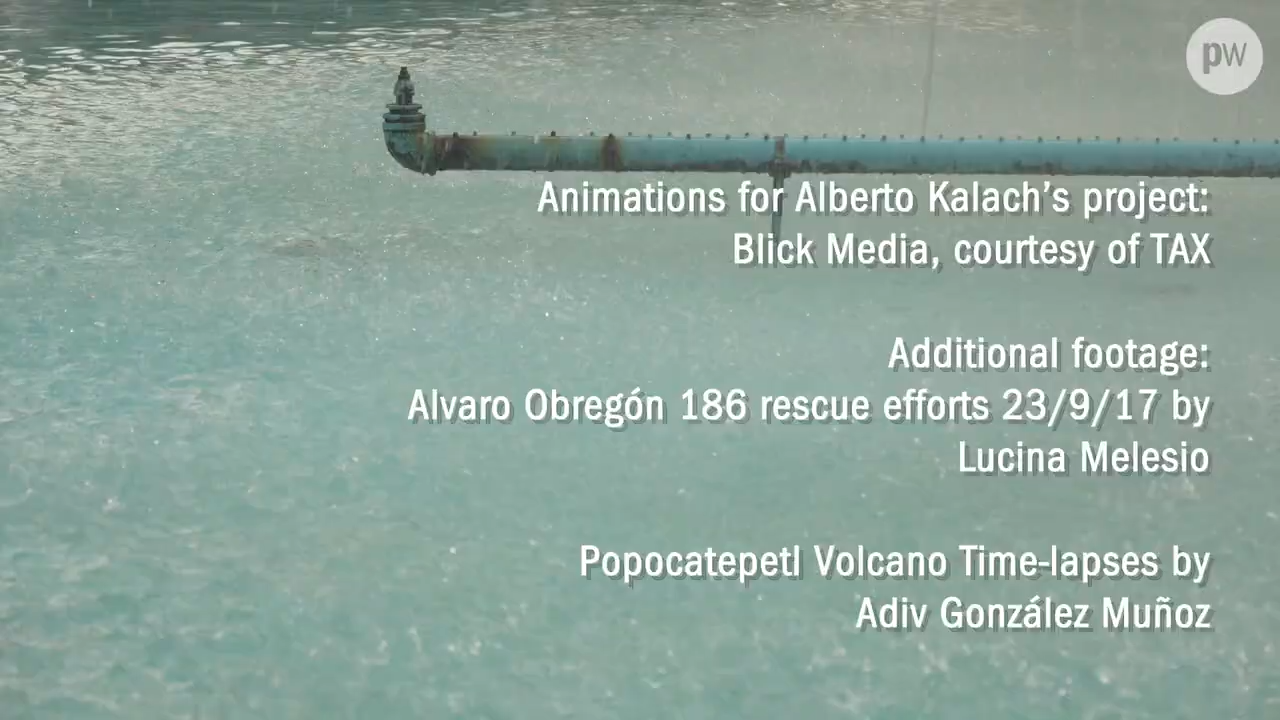 pw
Animations for Alberto Kalach’s project:
Blick Media, courtesy of TAX
Additional footage:
Alvaro Obregón 186 rescue efforts 23/9/17 by
Lucina Melesio
Popocatepetl Volcano Time-lapses by
Adiv González Muñoz